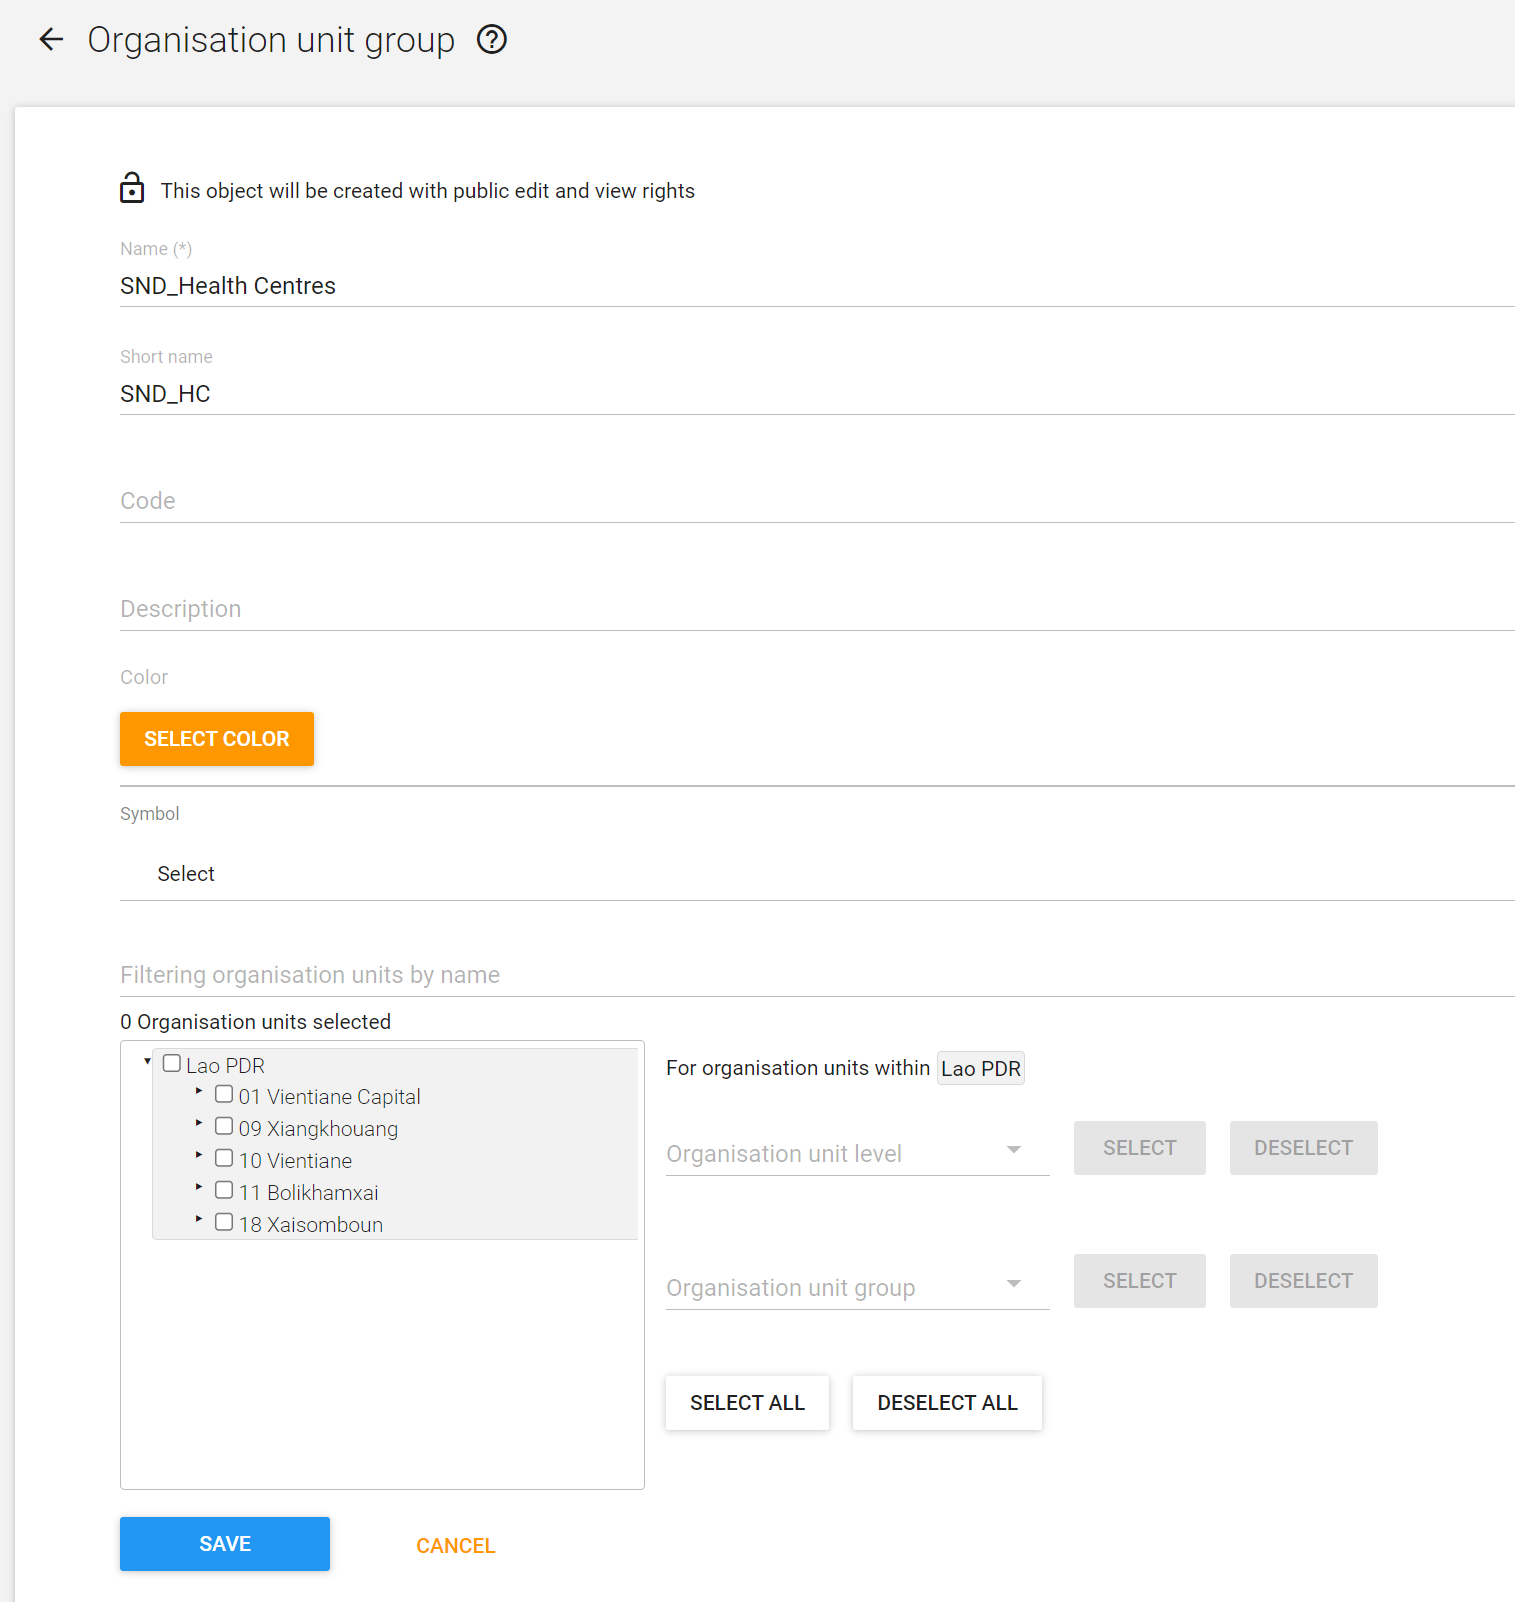 Organisation unit group
This object will be created with public edit and view rights
Name (*)
SND_Health Centres
Short name
SND_HC
Code
Description
Color
SELECT COLOR
Symbol
Select
Filtering organisation units by name
0 Organisation units selected
Lao PDR
01 Vientiane Capital
09 Xiangkhouang
10 Vientiane
11 Bolikhamxai
18 Xaisomboun
For organisation units within Lao PDR
Organisation unit level SELECT DESELECT
Organisation unit group SELECT DESELECT
SELECT ALL DESELECT ALL
SAVE CANCEL